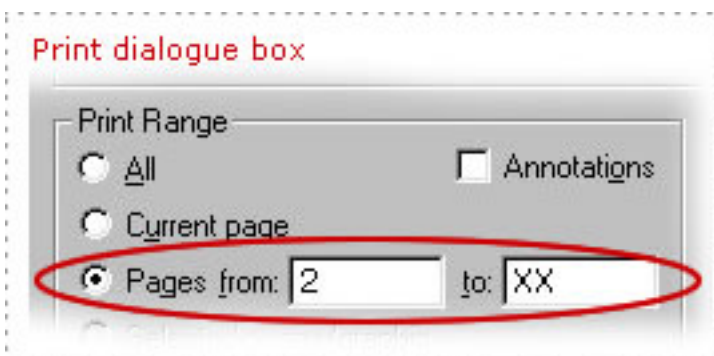 Print dialogue box
Print Range
All
Annotations
Current page
Pages from: 2 to: XX